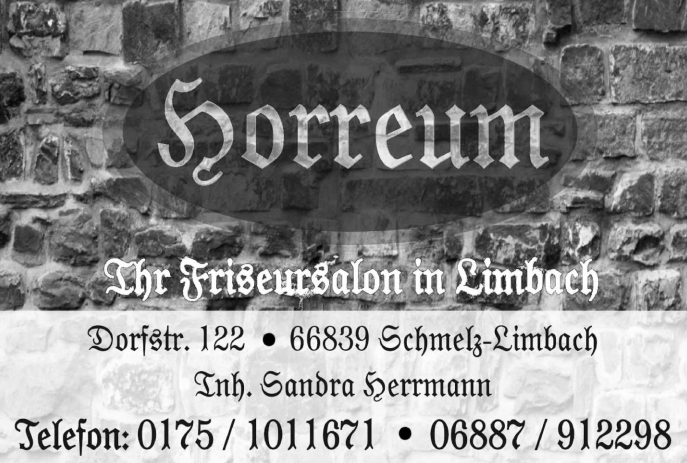 Horreum
Ihr Friseursalon in Limbach
Dorfstr. 122 • 66839 Schmelz-Limbach
Inh. Sandra Herrmann
Telefon: 0175 / 1011671 • 06887 / 912298